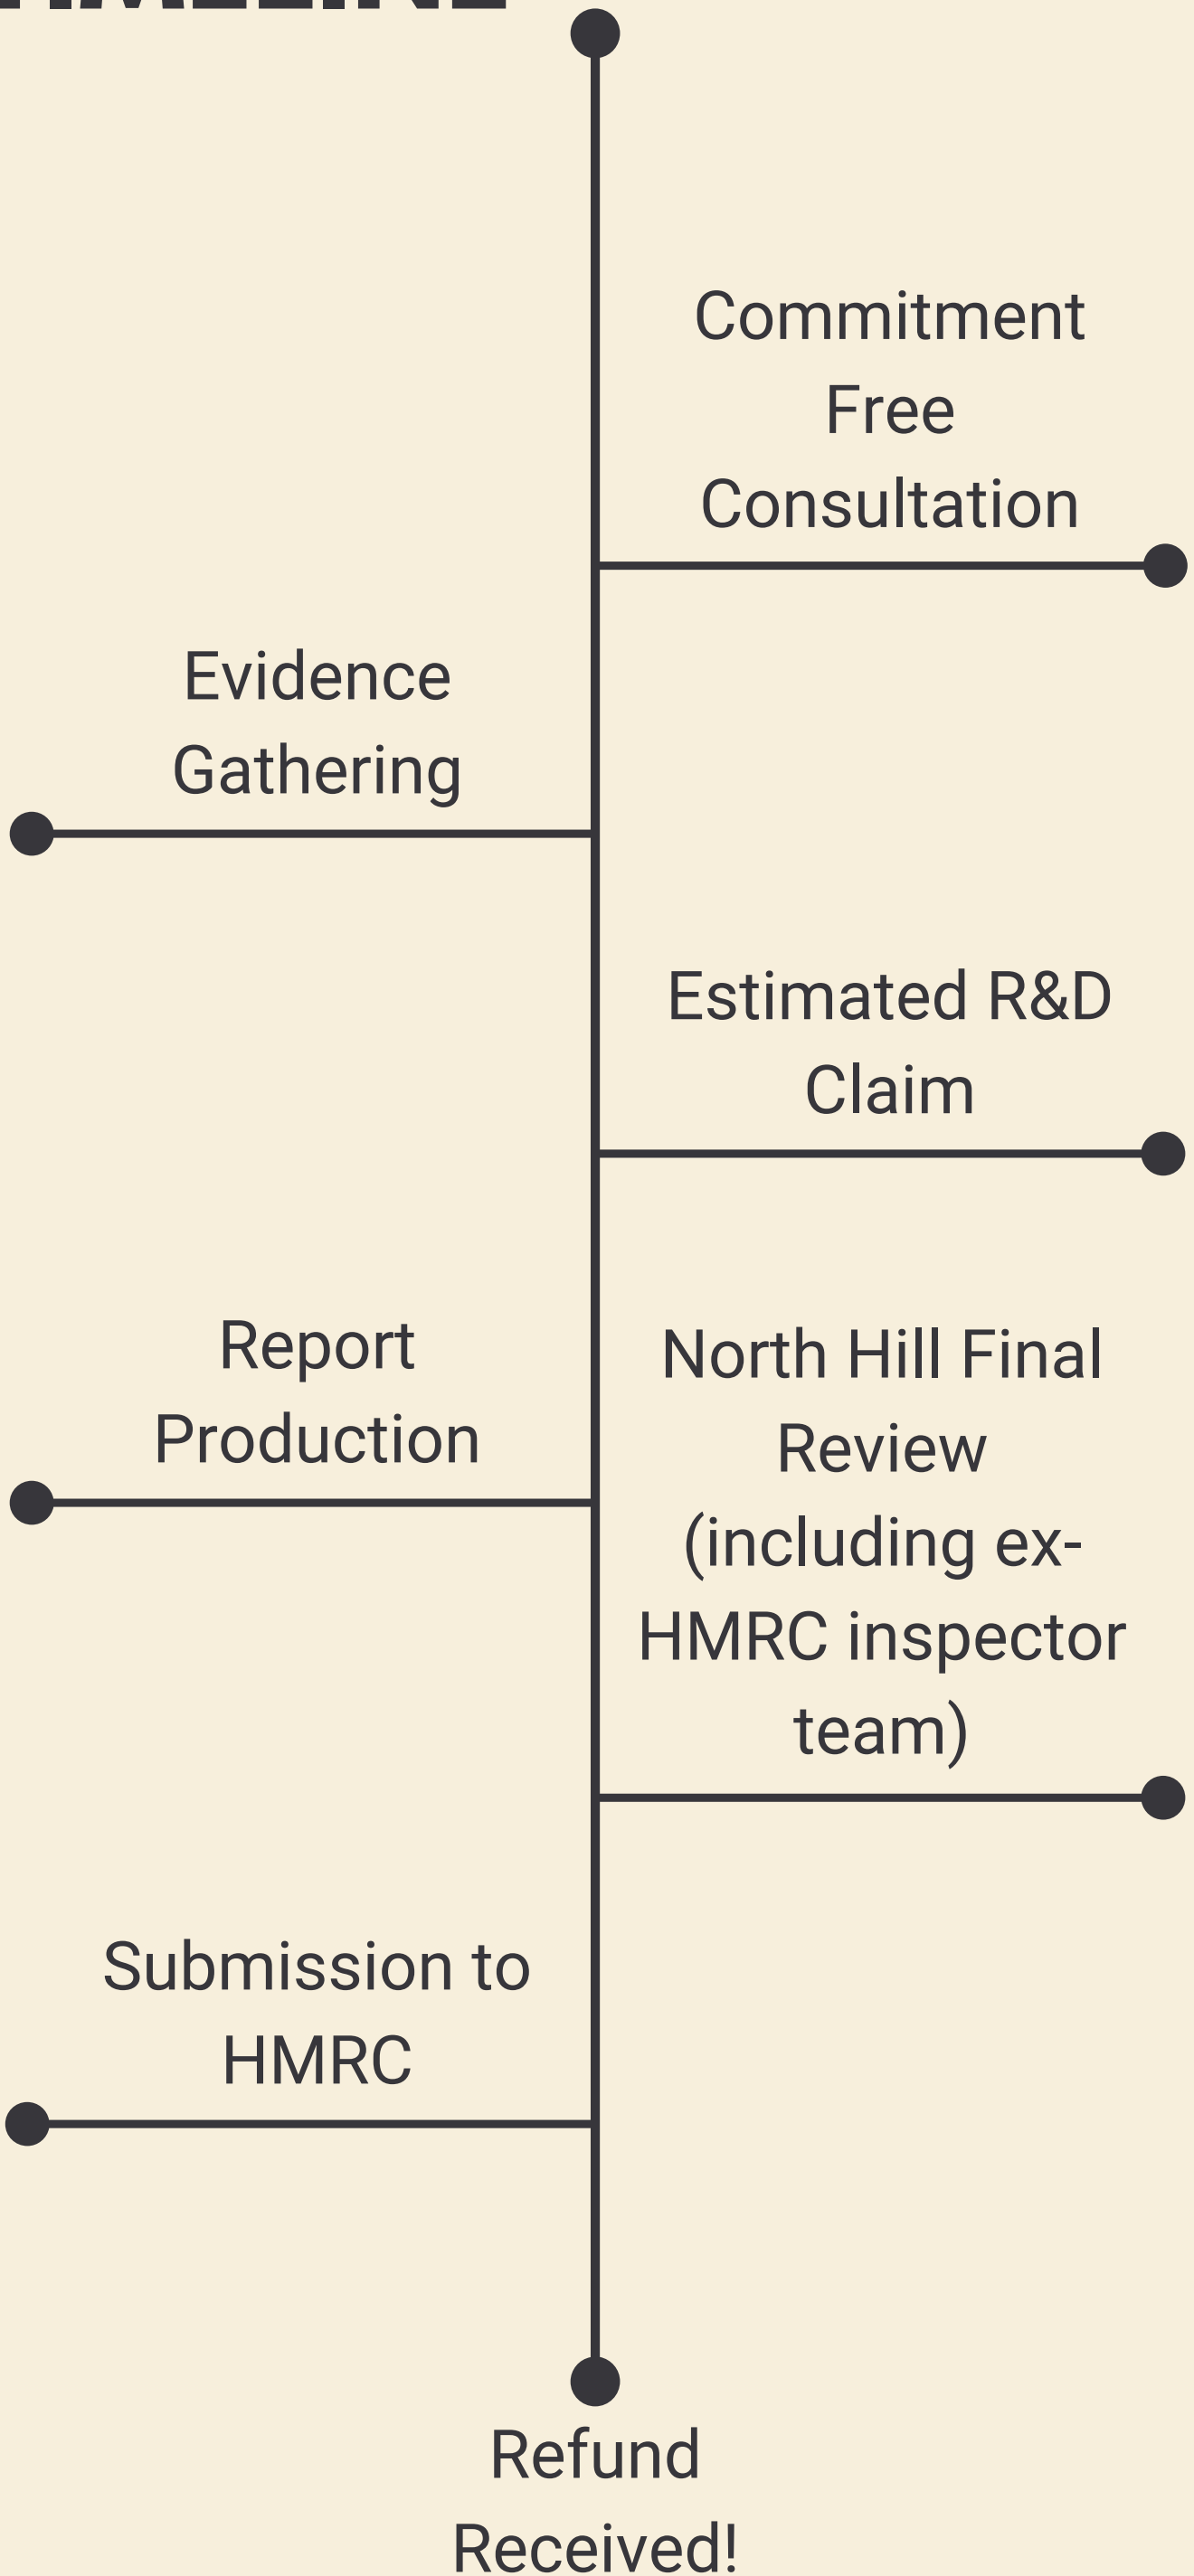 Commitment
Free
Consultation
Evidence
Gathering
Estimated R&D
Claim
Report
Production
North Hill Final
Review
(including ex-
HMRC inspector
team)
Submission to
HMRC
Refund
Received!